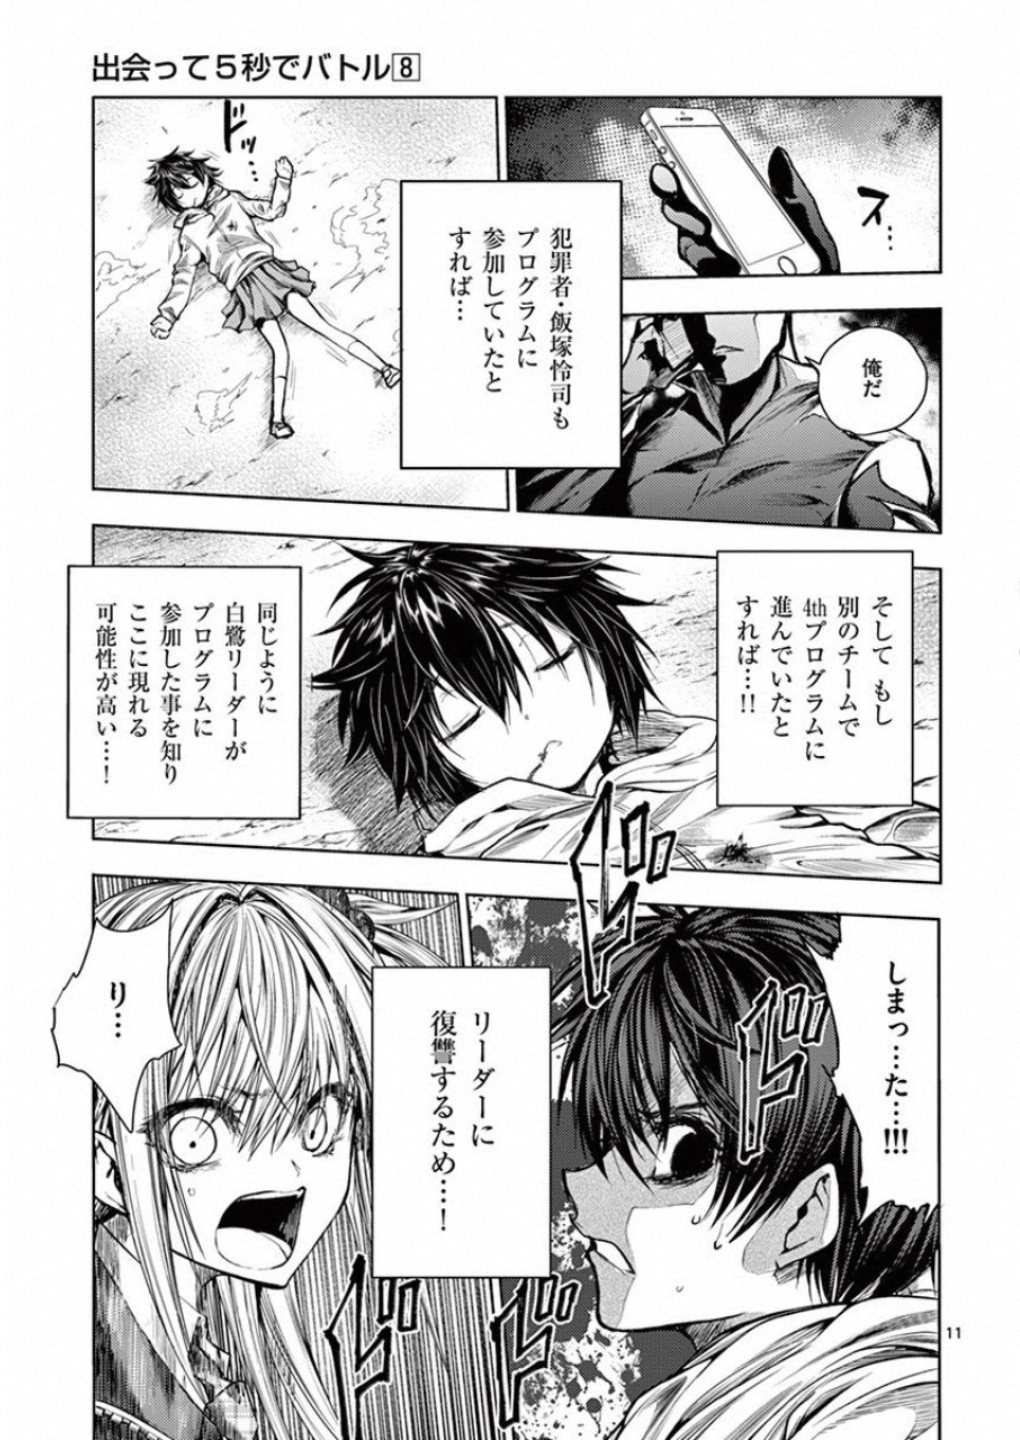 出会って5秒でバトル8
ス…
俺だ
犯罪者・飯塚怜司も
プログラムに
参加していたと
すれば…
ドッ…
そして もし
別のチームで
4thプログラムに
進んでいたと
すれば…!!
同じように
白鷺リーダーが
プログラムに
参加した事を知り
ここに現れる
可能性が高い…!
しまっ…た…!!!
ド゛ロ゛
ド゛ロ゛
リーダーに
復讐するため…!
り…
ド゛ロ゛
ド゛ロ゛
11